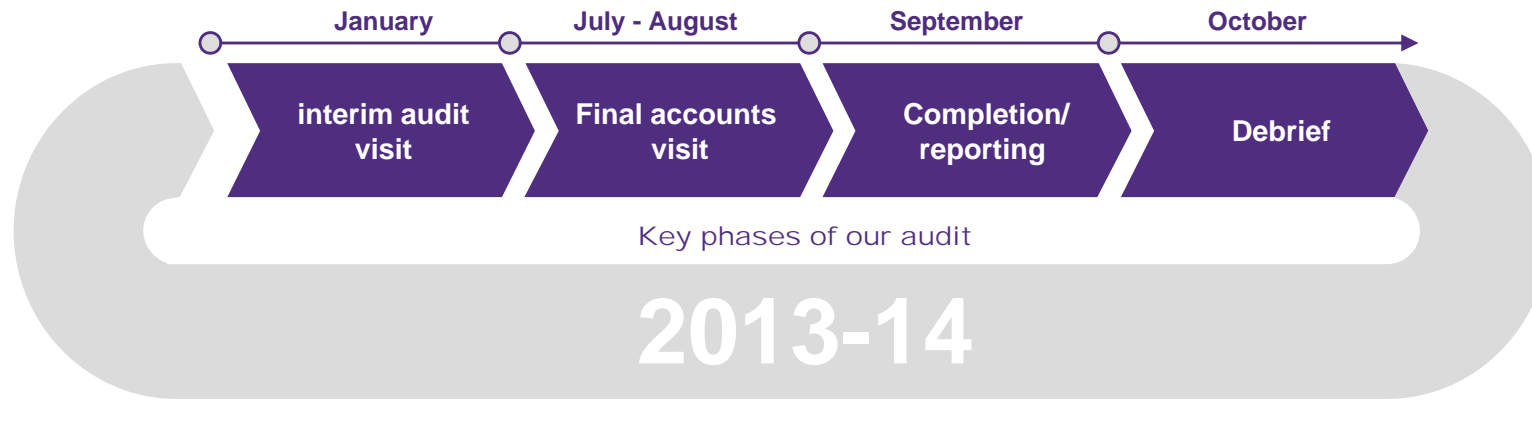 January
July - August
September
October
interim audit
visit
Final accounts
visit
Completion/
reporting
Debrief
Key phases of our audit
2013-14